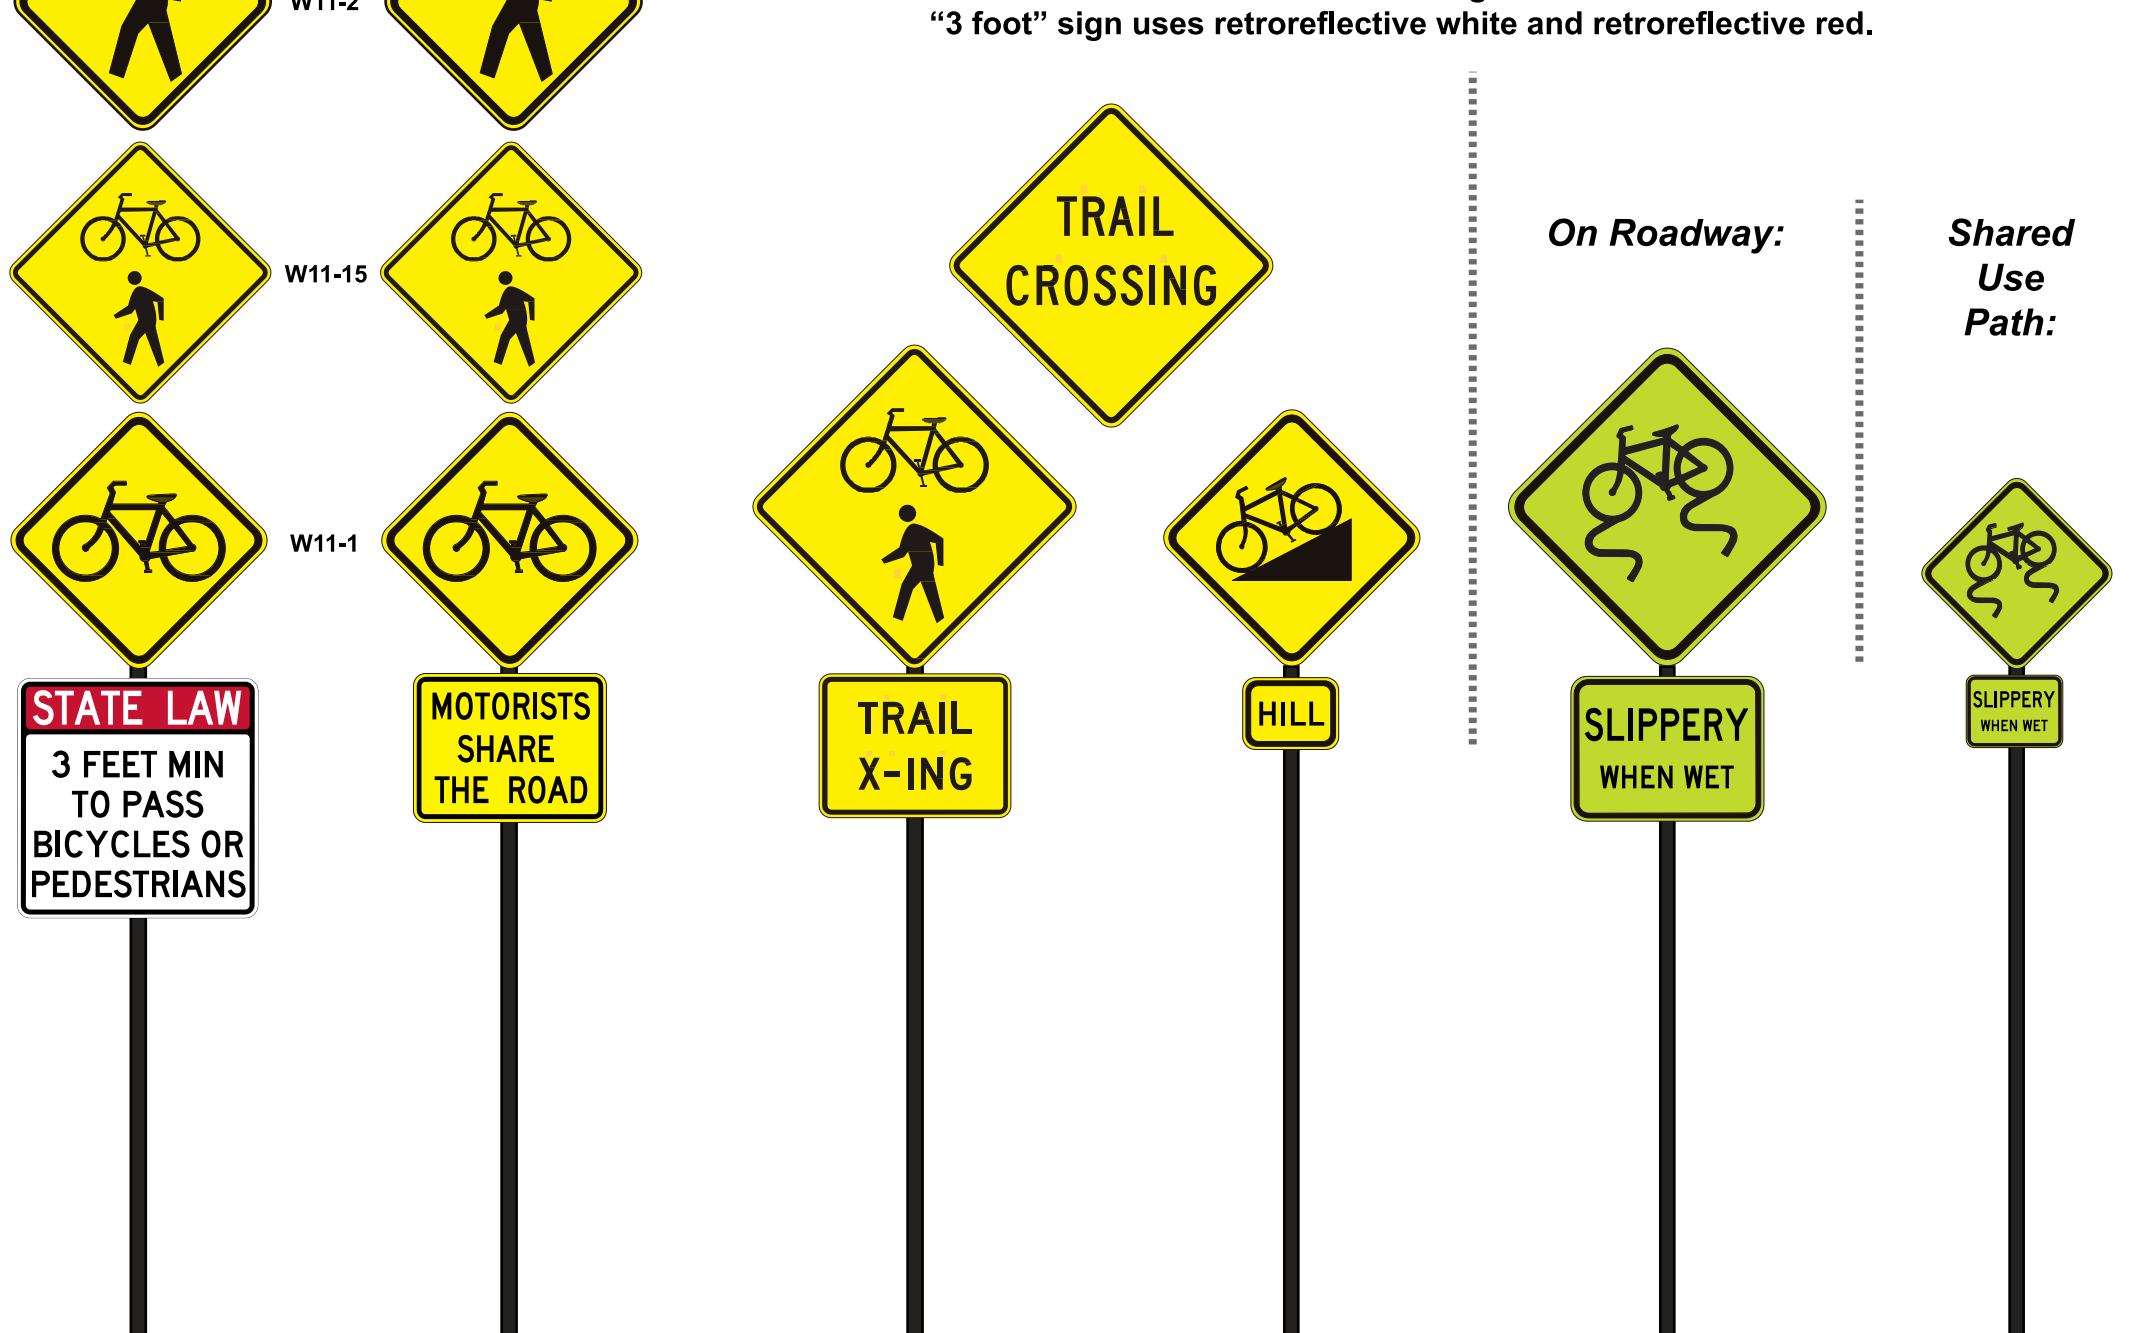 W11-2
“3 foot” sign uses retroreflective white and retroreflective red.
TRAIL
CROSSING
On Roadway:
Shared
Use
Path:
W11-15
W11-1
STATE LAW
3 FEET MIN
TO PASS
BICYCLES OR
PEDESTRIANS
MOTORISTS
SHARE
THE ROAD
TRAIL
X-ING
HILL
SLIPPERY
WHEN WET
SLIPPERY
WHEN WET